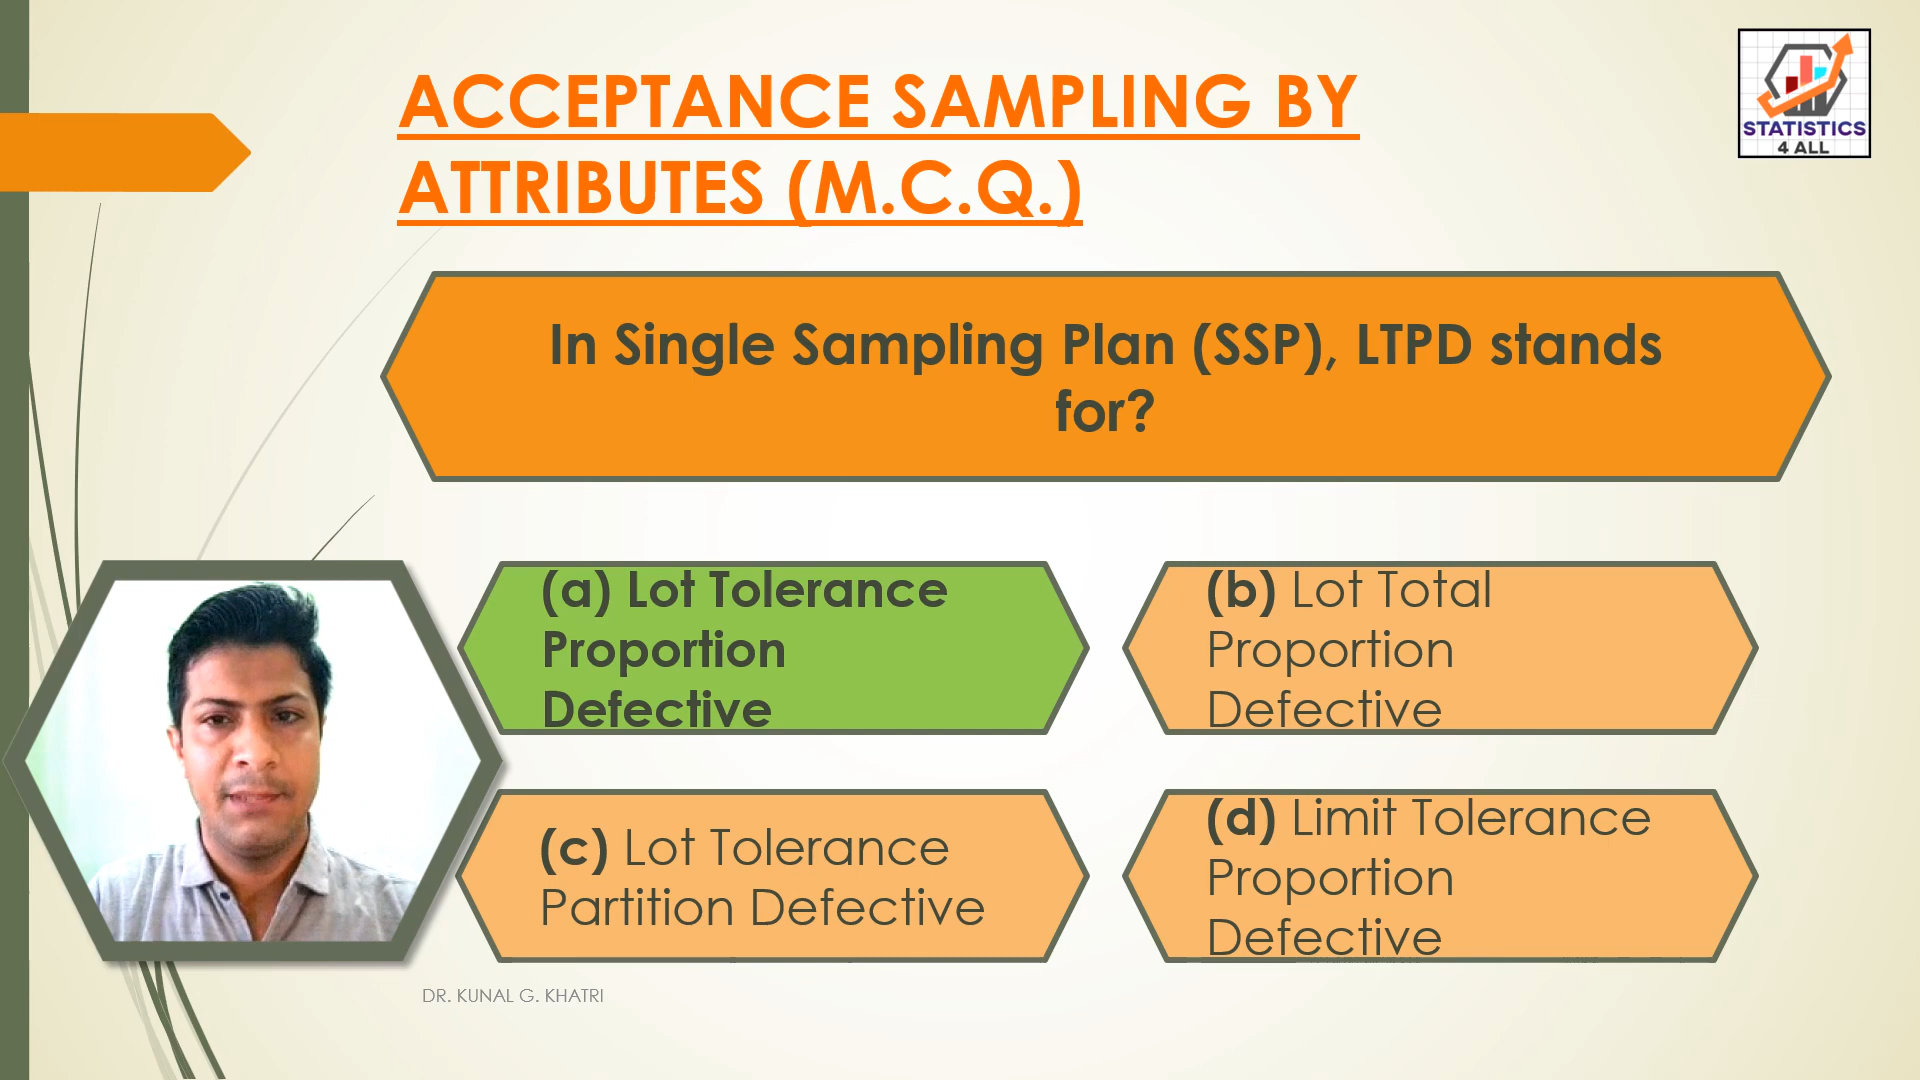 ACCEPTANCE SAMPLING BY
ATTRIBUTES (M.C.Q.)
STATISTICS
4 ALL
In Single Sampling Plan (SSP), LTPD stands
for?
(a) Lot Tolerance
Proportion
Defective
(b) Lot Total
Proportion
Defective
(c) Lot Tolerance
Partition Defective
(d) Limit Tolerance
Proportion
Defective
DR. KUNAL G. KHATRI